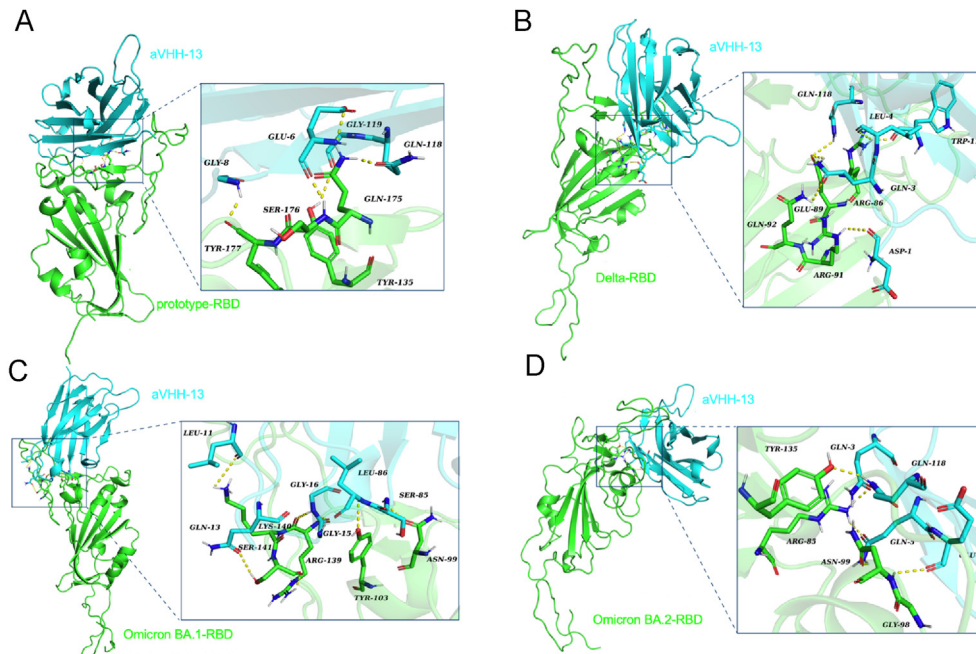 A
aVHH-13
GLY-119
GLU-6
GLN-118
GLY-8
GLN-175
SER-176
TYR-177
TYR-135
prototype-RBD
B
aVHH-13
GLN-118
LEU-4
GLN-3
ARG-86
GLU-89
GLN-92
ASP-1
ARG-91
Delta-RBD
C
aVHH-13
LEU-11
LEU-86
GLY-16
SER-85
GLN-13
LYS-140
SER-141
GLY-15
ARG-139
ASN-99
TYR-103
Omicron BA.1-RBD
D
aVHH-13
TYR-135
GLN-3
GLN-118
ARG-85
GLN-3
ASN-99
GLY-98
Omicron BA.2-RBD